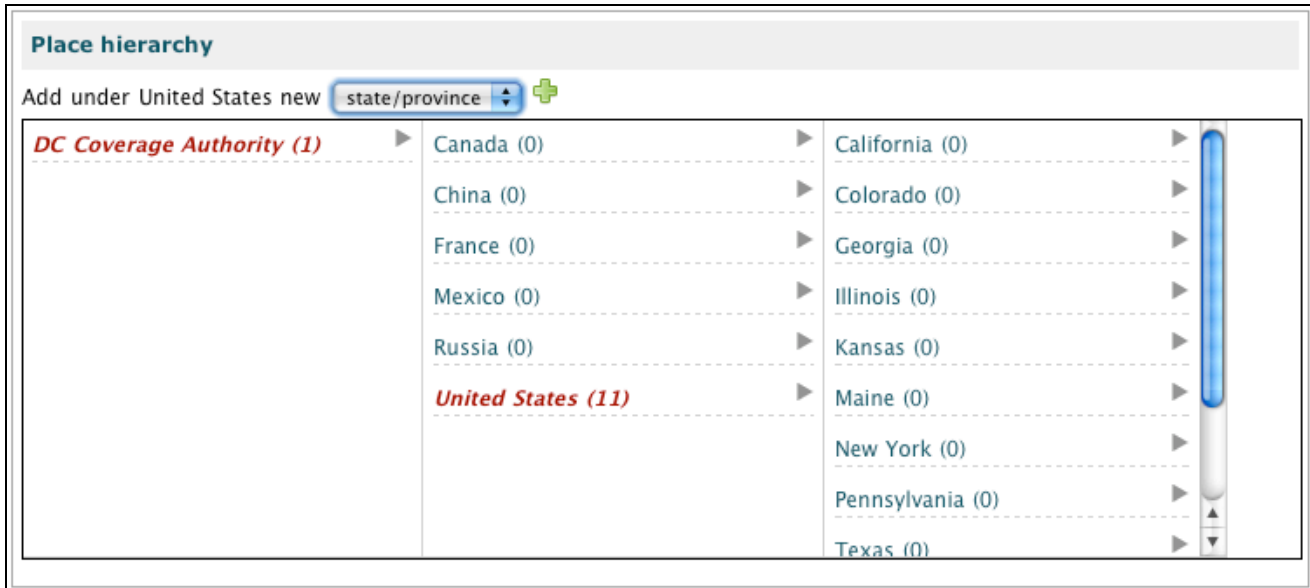 Place hierarchy
Add under United States new state/province
DC Coverage Authority (1)
Canada (0)
China (0)
France (0)
Mexico (0)
Russia (0)
United States (11)
California (0)
Colorado (0)
Georgia (0)
Illinois (0)
Kansas (0)
Maine (0)
New York (0)
Pennsylvania (0)
Texas (0)